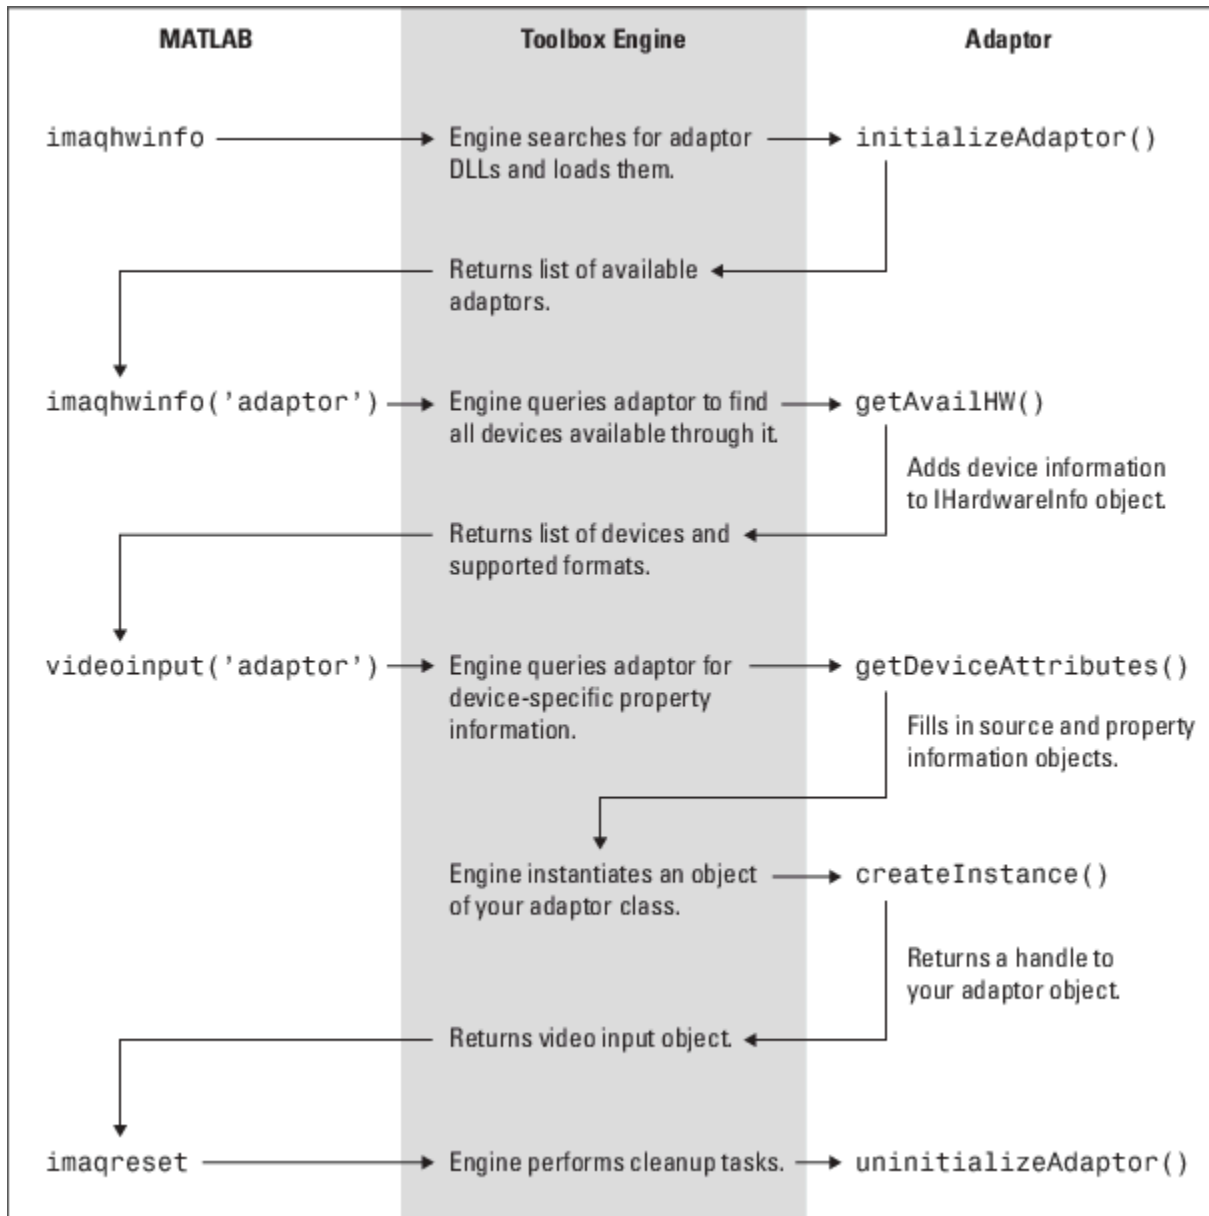 MATLAB
Toolbox Engine
Adaptor
imaqhwinfo
Engine searches for adaptor
DLLs and loads them.
initializeAdaptor()
Returns list of available
adaptors.
imaqhwinfo('adaptor')
Engine queries adaptor to find
all devices available through it.
getAvailHW()
Adds device information
to IHardwareInfo object.
Returns list of devices and
supported formats.
videoinput('adaptor')
Engine queries adaptor for
device-specific property
information.
getDeviceAttributes()
Fills in source and property
information objects.
Engine instantiates an object
of your adaptor class.
createInstance()
Returns a handle to
your adaptor object.
Returns video input object.
imaqreset
Engine performs cleanup tasks.
uninitializeAdaptor()